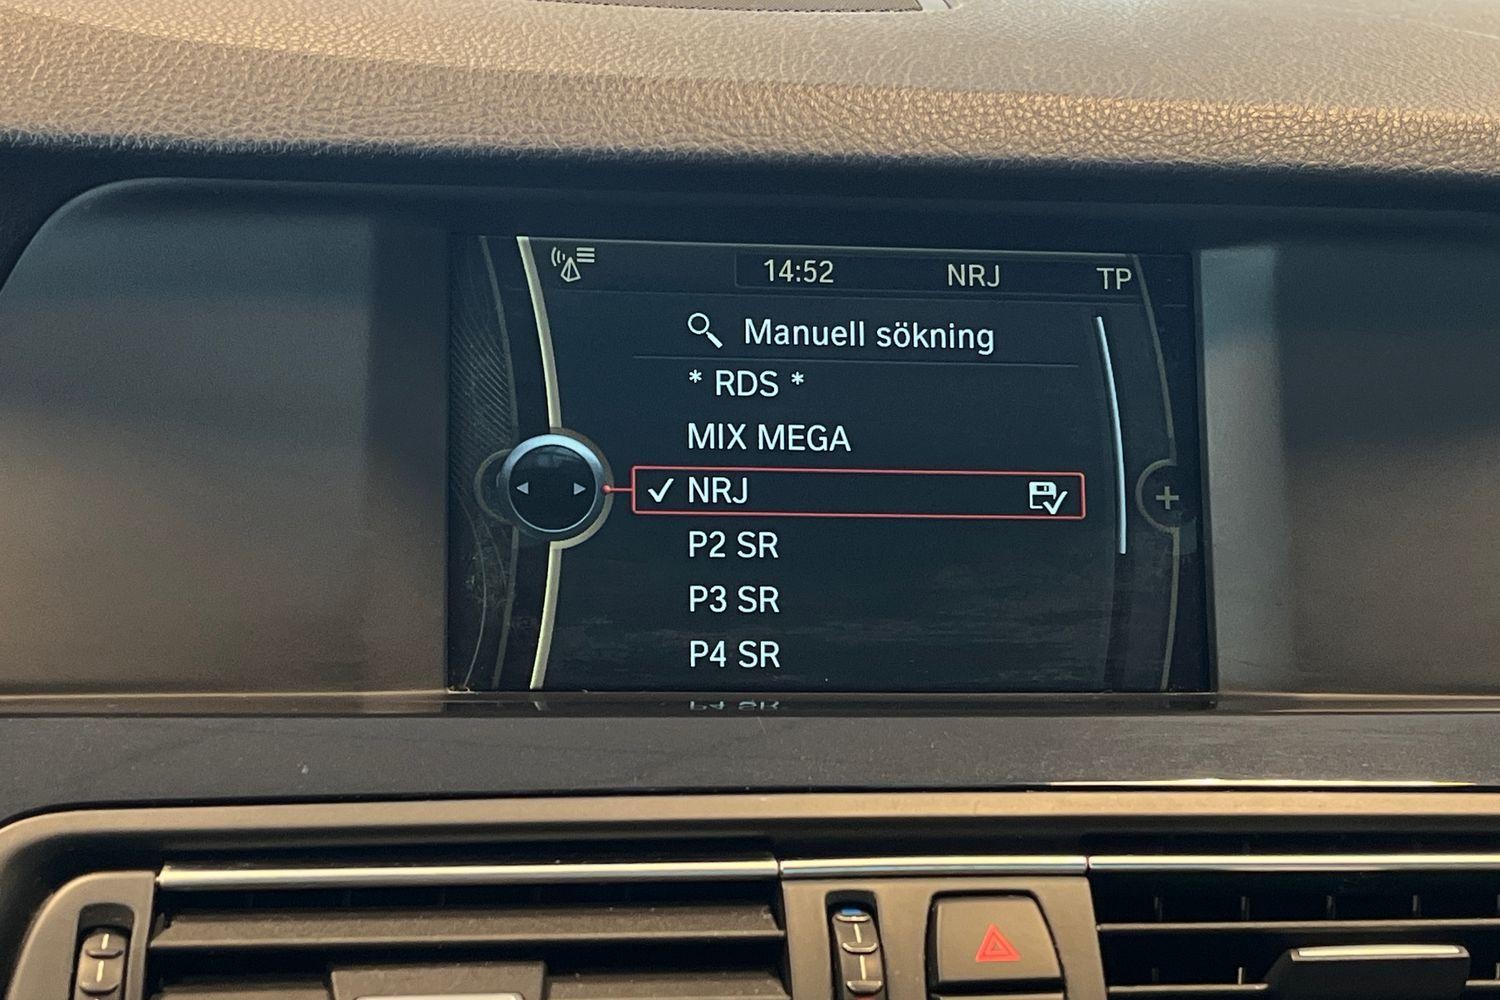 14:52 NRJ TP
Manuell sökning
* RDS *
MIX MEGA
NRJ
P2 SR
P3 SR
P4 SR